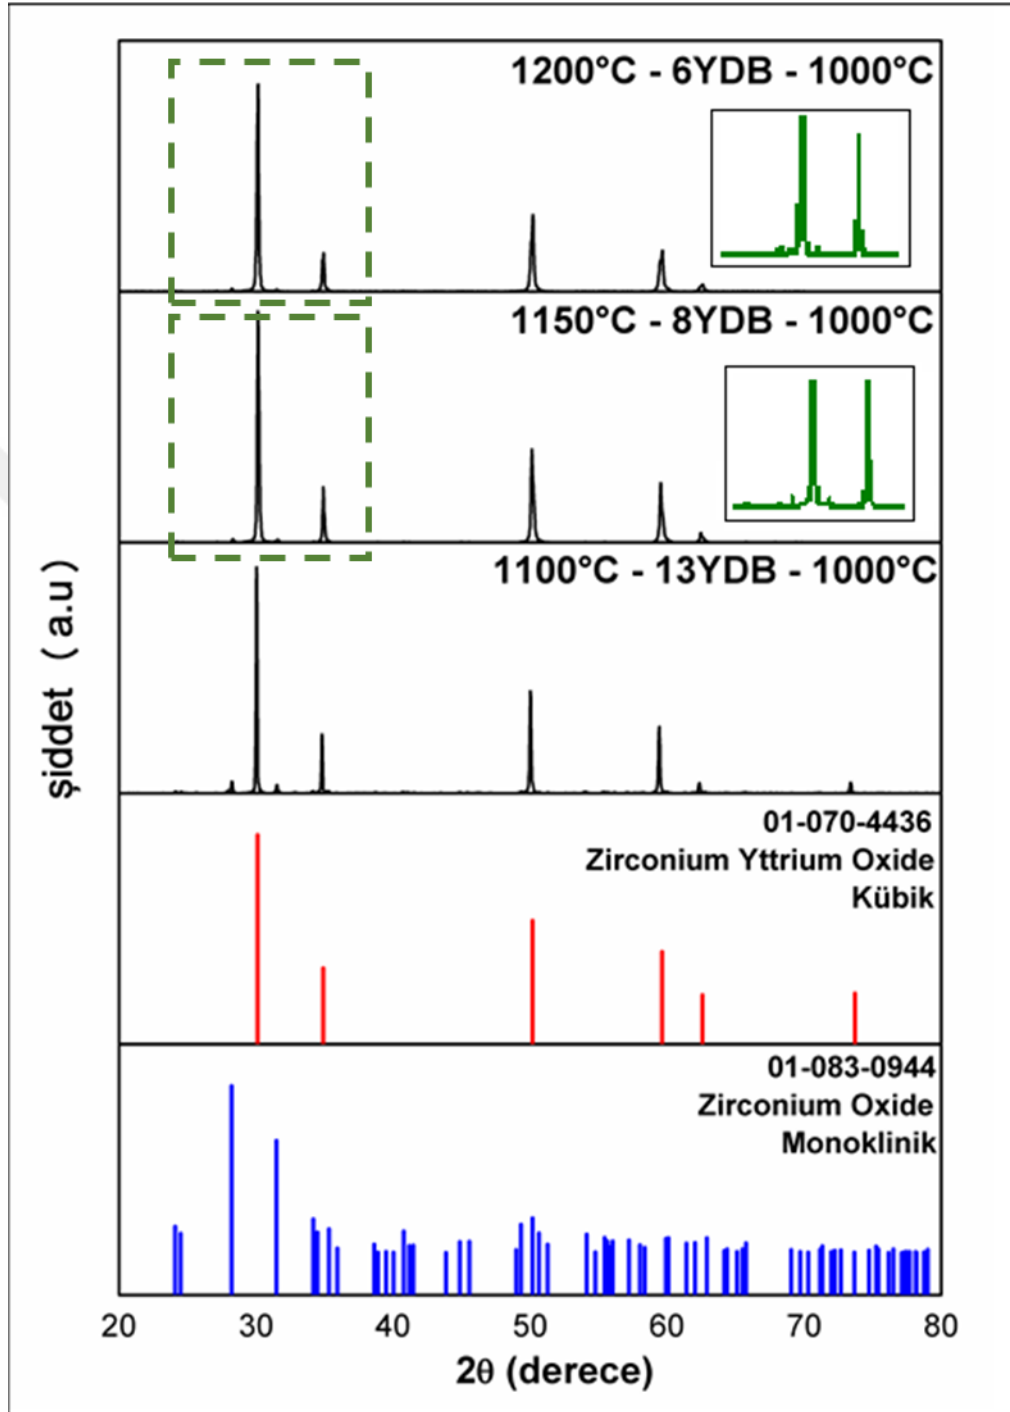 1200°C - 6YDB - 1000°C
1150°C - 8YDB - 1000°C
1100°C - 13YDB - 1000°C
şiddet ( a.u)
01-070-4436
Zirconium Yttrium Oxide
Kübik
01-083-0944
Zirconium Oxide
Monoklinik
20 30 40 50 60 70 80
2θ (derece)